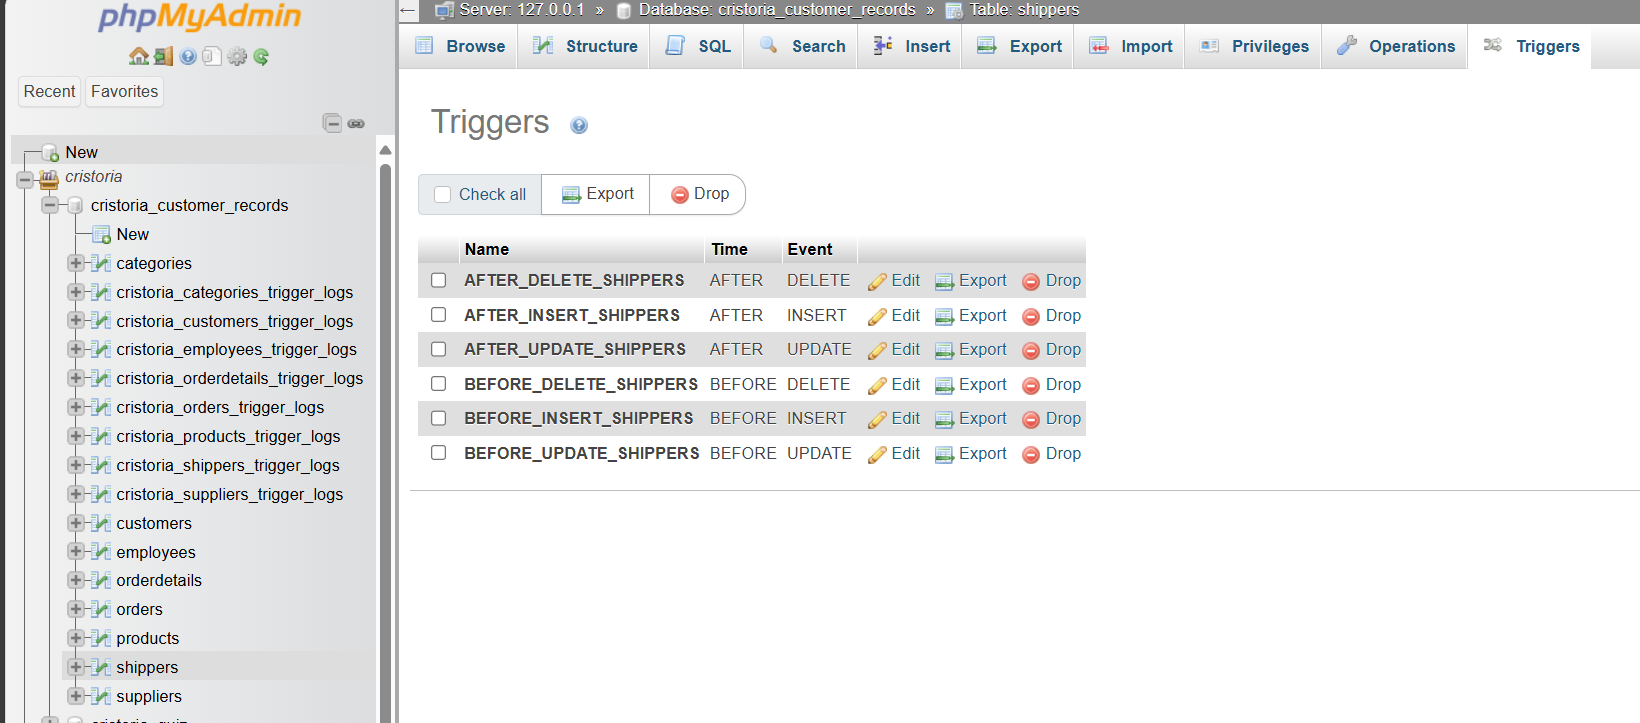 phpMyAdmin
Recent Favorites
New
cristoria
cristoria_customer_records
New
categories
cristoria_categories_trigger_logs
cristoria_customers_trigger_logs
cristoria_employees_trigger_logs
cristoria_orderdetails_trigger_logs
cristoria_orders_trigger_logs
cristoria_products_trigger_logs
cristoria_shippers_trigger_logs
cristoria_suppliers_trigger_logs
customers
employees
orderdetails
orders
products
shippers
suppliers
Server: 127.0.0.1 » Database: cristoria_customer_records » Table: shippers
Browse Structure SQL Search Insert Export Import Privileges Operations Triggers
Triggers
Check all Export Drop
Name Time Event
AFTER_DELETE_SHIPPERS AFTER DELETE Edit Export Drop
AFTER_INSERT_SHIPPERS AFTER INSERT Edit Export Drop
AFTER_UPDATE_SHIPPERS AFTER UPDATE Edit Export Drop
BEFORE_DELETE_SHIPPERS BEFORE DELETE Edit Export Drop
BEFORE_INSERT_SHIPPERS BEFORE INSERT Edit Export Drop
BEFORE_UPDATE_SHIPPERS BEFORE UPDATE Edit Export Drop